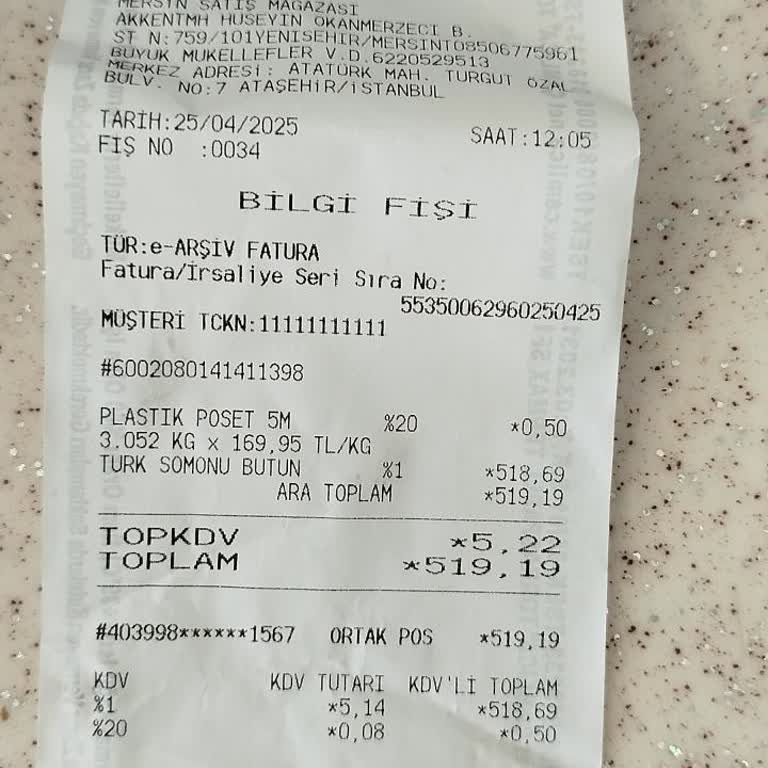 MERSİN SATIŞ MAĞAZASI
AKKENTMH HUSEYIN OKANMERZECI B.
ST N:759/101YENISEHIR/MERSINT08506775961
BUYUK MUKELLEFLER V.D.6220529513
MERKEZ ADRESİ: ATATÜRK MAH. TURGUT ÖZAL
BULV. NO:7 ATAŞEHİR/İSTANBUL
TARİH:25/04/2025 SAAT:12:05
FİŞ NO :0034
BİLGİ FİŞİ
TÜR:e-ARŞİV FATURA
Fatura/İrsaliye Seri Sıra No:
55350062960250425
MÜŞTERİ TCKN:11111111111
#6002080141411398
PLASTIK POSET 5M %20 *0,50
3.052 KG x 169,95 TL/KG
TURK SOMONU BUTUN %1 *518,69
ARA TOPLAM *519,19
TOPKDV *5,22
TOPLAM *519,19
#403998******1567 ORTAK POS *519,19
KDV KDV TUTARI KDV'Lİ TOPLAM
%1 *5,14 *518,69
%20 *0,08 *0,50